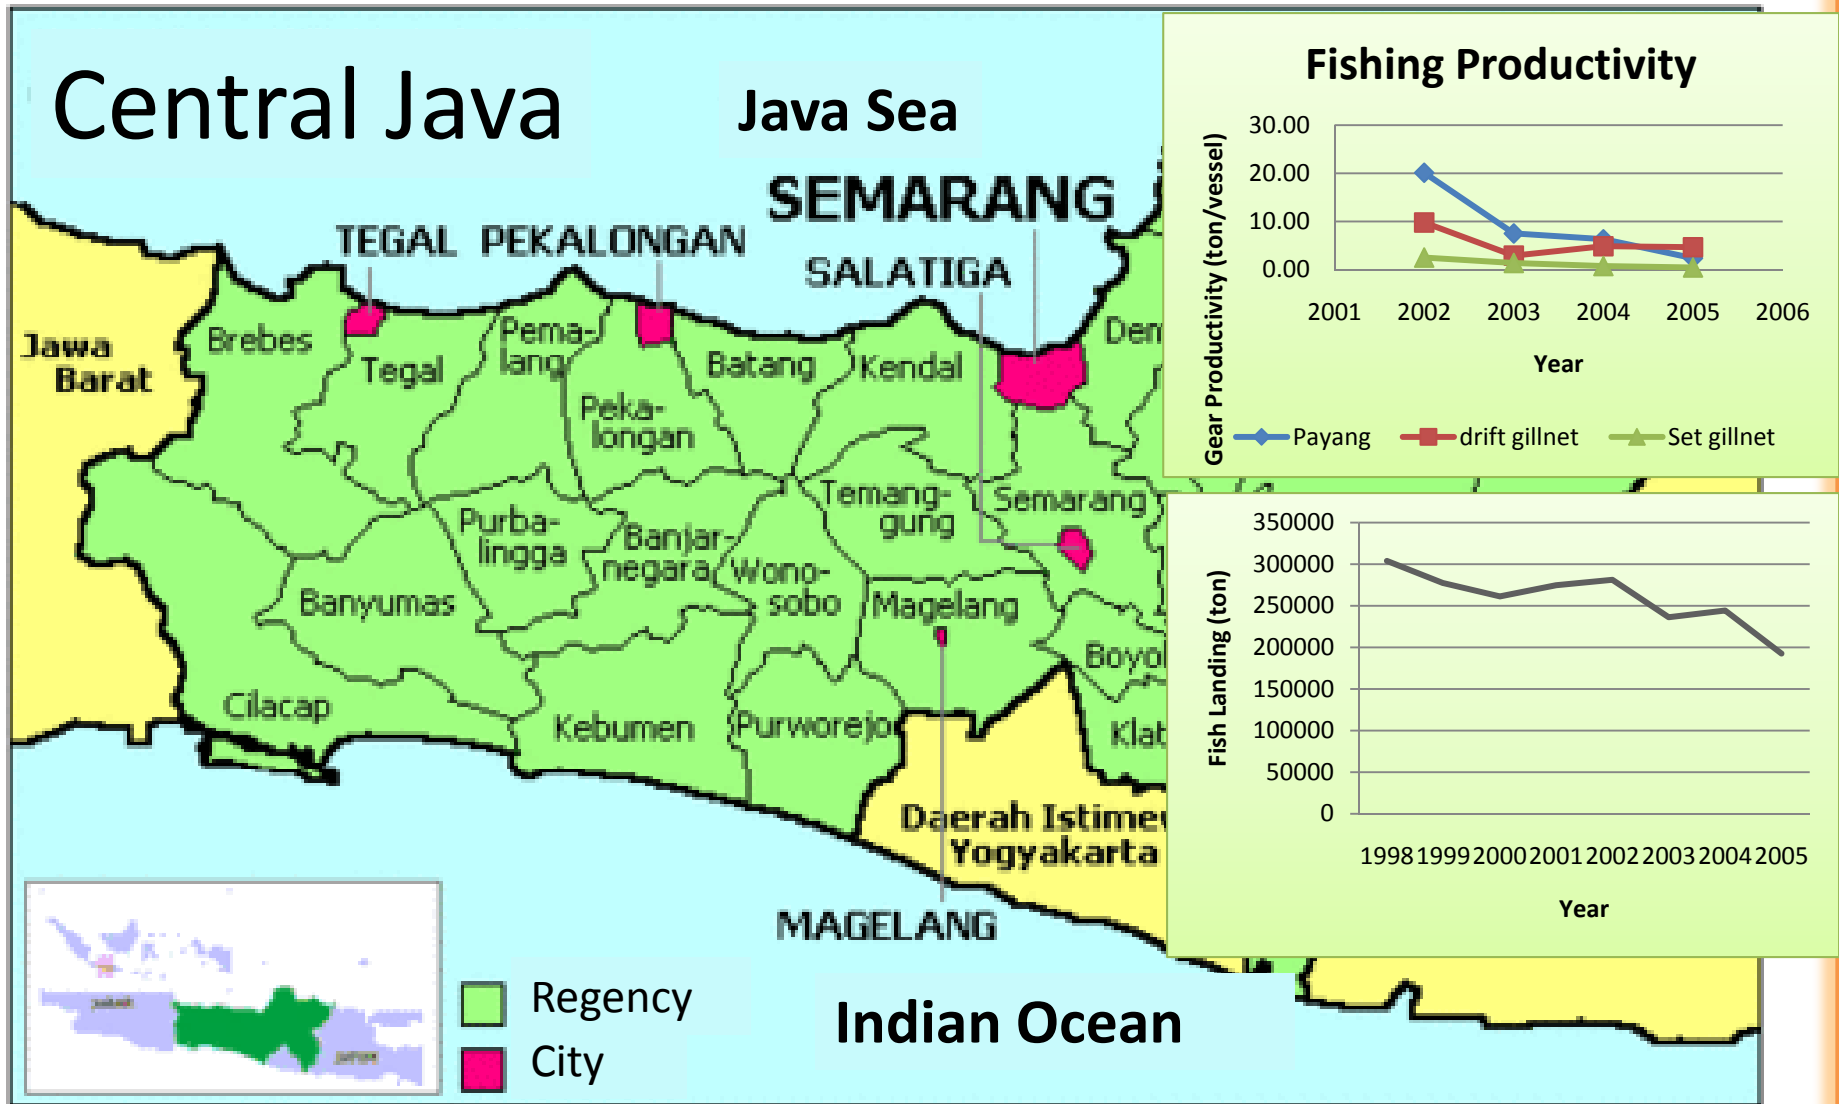 Central Java
Java Sea
SEMARANG
TEGAL PEKALONGAN
SALATIGA
Jawa
Barat
Brebes
Tegal
Pema-
lang
Peka-
longan
Batang
Kendal
Dem
Temang-
gung
Semarang
Purba-
lingga
Banjar-
negara
Wono-
sobo
Banyumas
Magelang
Boyol
Cilacap
Kebumen
Purworejo
Klat
Daerah Istimew
Yogyakarta
MAGELANG
Indian Ocean
Regency
City
Fishing Productivity
Gear Productivity (ton/vessel)
30.00
20.00
10.00
0.00
2001 2002 2003 2004 2005 2006
Year
Payang drift gillnet Set gillnet
Fish Landing (ton)
350000
300000
250000
200000
150000
100000
50000
0
1998 1999 2000 2001 2002 2003 2004 2005
Year